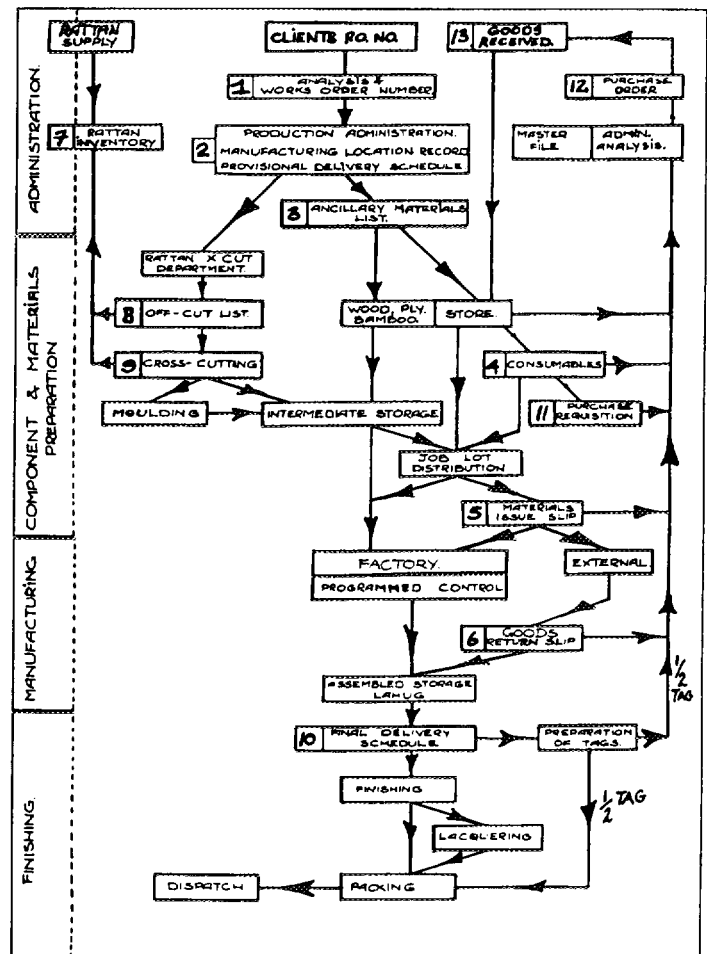 RATTAN
SUPPLY
CLIENTS P.O. NO.
13 GOODS
RECEIVED.
1 ANALYSIS &
WORKS ORDER NUMBER
12 PURCHASE
ORDER
7 RATTAN
INVENTORY
2 PRODUCTION ADMINISTRATION.
MANUFACTURING LOCATION RECORD
PROVISIONAL DELIVERY SCHEDULE
MASTER
FILE
ADMIN.
ANALYSIS.
ADMINISTRATION.
3 ANCILLARY MATERIALS
LIST.
RATTAN X CUT
DEPARTMENT.
8 OFF-CUT LIST.
WOOD, PLY.
BAMBOO.
STORE.
9 CROSS-CUTTING
4 CONSUMABLES
MOULDING
INTERMEDIATE STORAGE
11 PURCHASE
REQUISITION
COMPONENT & MATERIALS
PREPARATION
JOB LOT
DISTRIBUTION
5 MATERIALS
ISSUE SLIP
FACTORY.
PROGRAMMED CONTROL
EXTERNAL
MANUFACTURING
6 GOODS
RETURN SLIP
1/2
TAG
ASSEMBLED STORAGE
LAHUG
10 FINAL DELIVERY
SCHEDULE.
PREPARATION
OF TAGS.
FINISHING
1/2 TAG
LACQUERING
FINISHING.
DISPATCH
PACKING